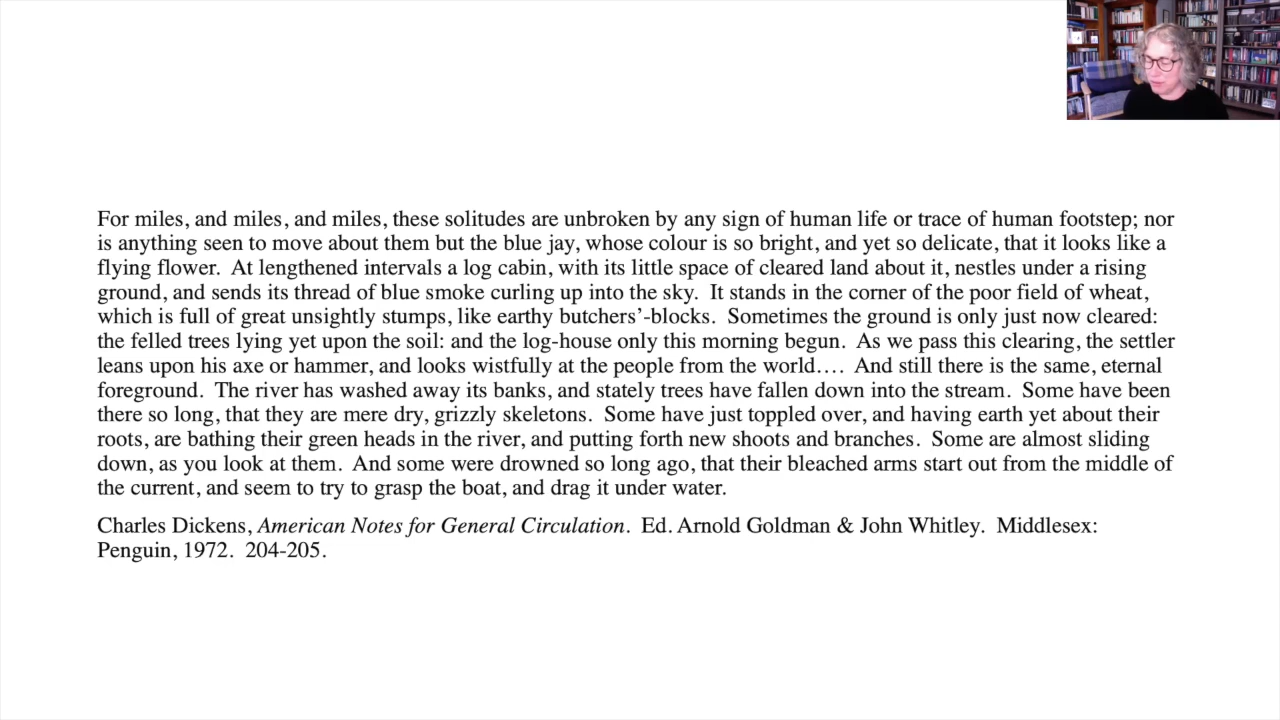 For miles, and miles, and miles, these solitudes are unbroken by any sign of human life or trace of human footstep; nor
is anything seen to move about them but the blue jay, whose colour is so bright, and yet so delicate, that it looks like a
flying flower.  At lengthened intervals a log cabin, with its little space of cleared land about it, nestles under a rising
ground, and sends its thread of blue smoke curling up into the sky.  It stands in the corner of the poor field of wheat,
which is full of great unsightly stumps, like earthy butchers’-blocks.  Sometimes the ground is only just now cleared:
the felled trees lying yet upon the soil: and the log-house only this morning begun.  As we pass this clearing, the settler
leans upon his axe or hammer, and looks wistfully at the people from the world….  And still there is the same, eternal
foreground.  The river has washed away its banks, and stately trees have fallen down into the stream.  Some have been
there so long, that they are mere dry, grizzly skeletons.  Some have just toppled over, and having earth yet about their
roots, are bathing their green heads in the river, and putting forth new shoots and branches.  Some are almost sliding
down, as you look at them.  And some were drowned so long ago, that their bleached arms start out from the middle of
the current, and seem to try to grasp the boat, and drag it under water.
Charles Dickens, American Notes for General Circulation.  Ed. Arnold Goldman & John Whitley.  Middlesex:
Penguin, 1972.  204-205.